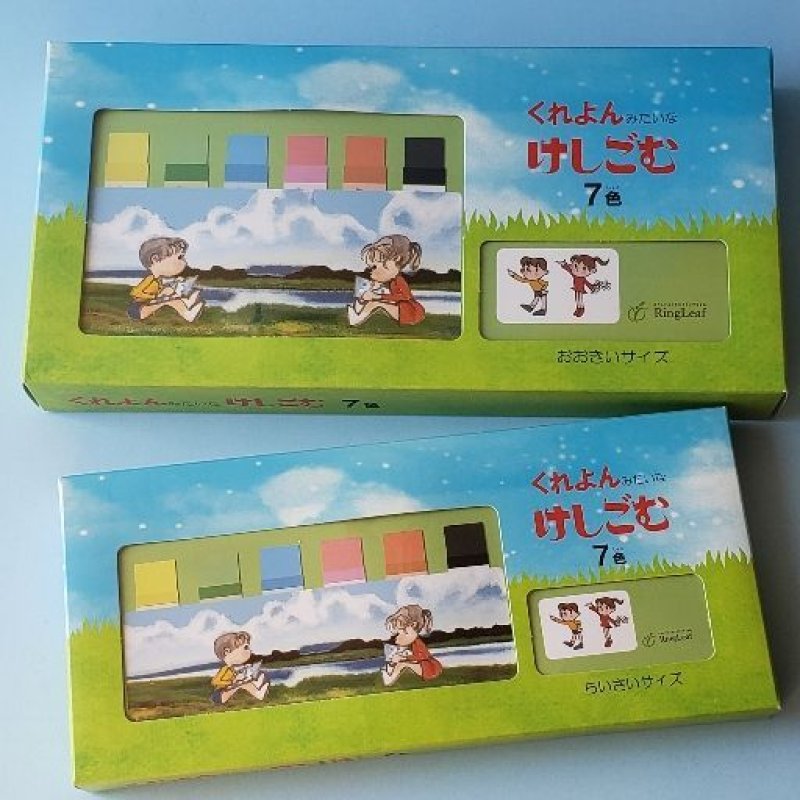 くれよんみたいな
けしごむ
7色
RingLeaf
おおきいサイズ
くれよんみたいな けしごむ 7色
くれよんみたいな
けしごむ
7色
RingLeaf
ちいさいサイズ